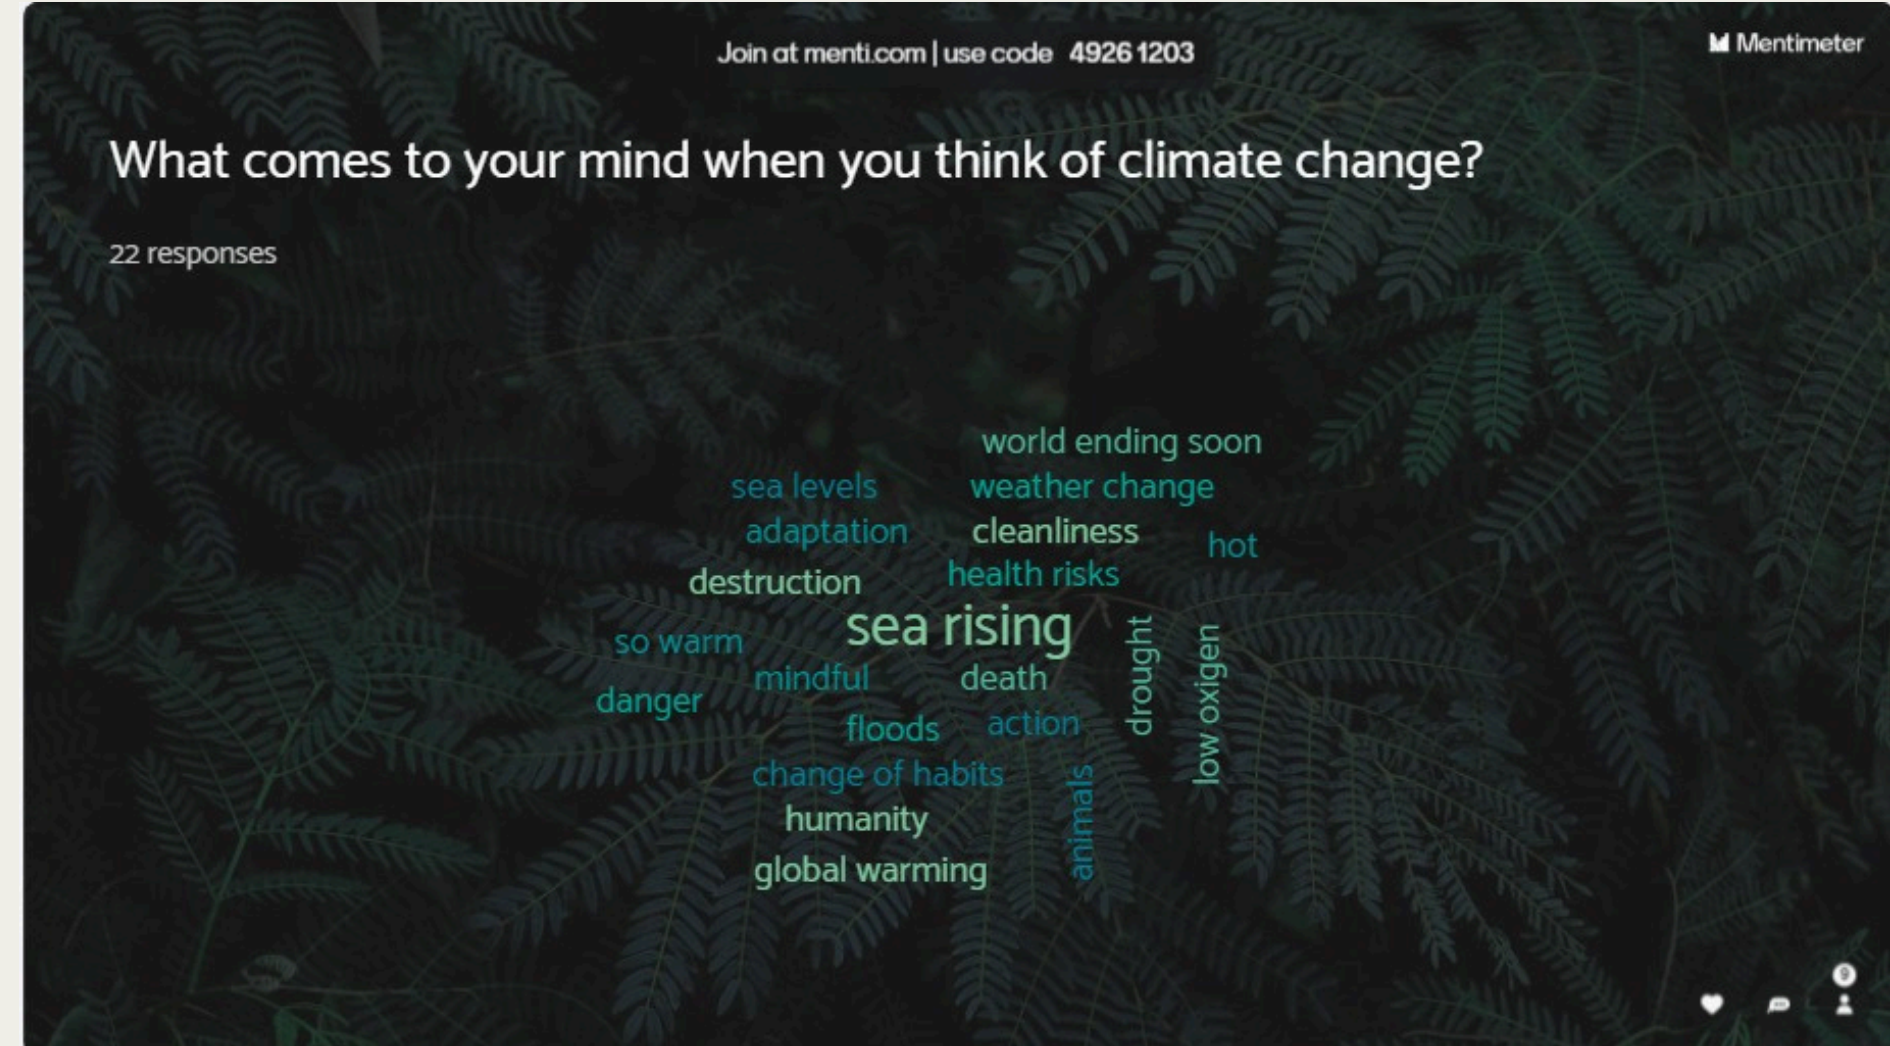 Join at menti.com | use code 4926 1203
Mentimeter
What comes to your mind when you think of climate change?
22 responses
world ending soon
sea levels
weather change
adaptation
cleanliness
hot
destruction
health risks
sea rising
so warm
mindful
death
drought
low oxigen
danger
floods
action
change of habits
animals
humanity
global warming
9